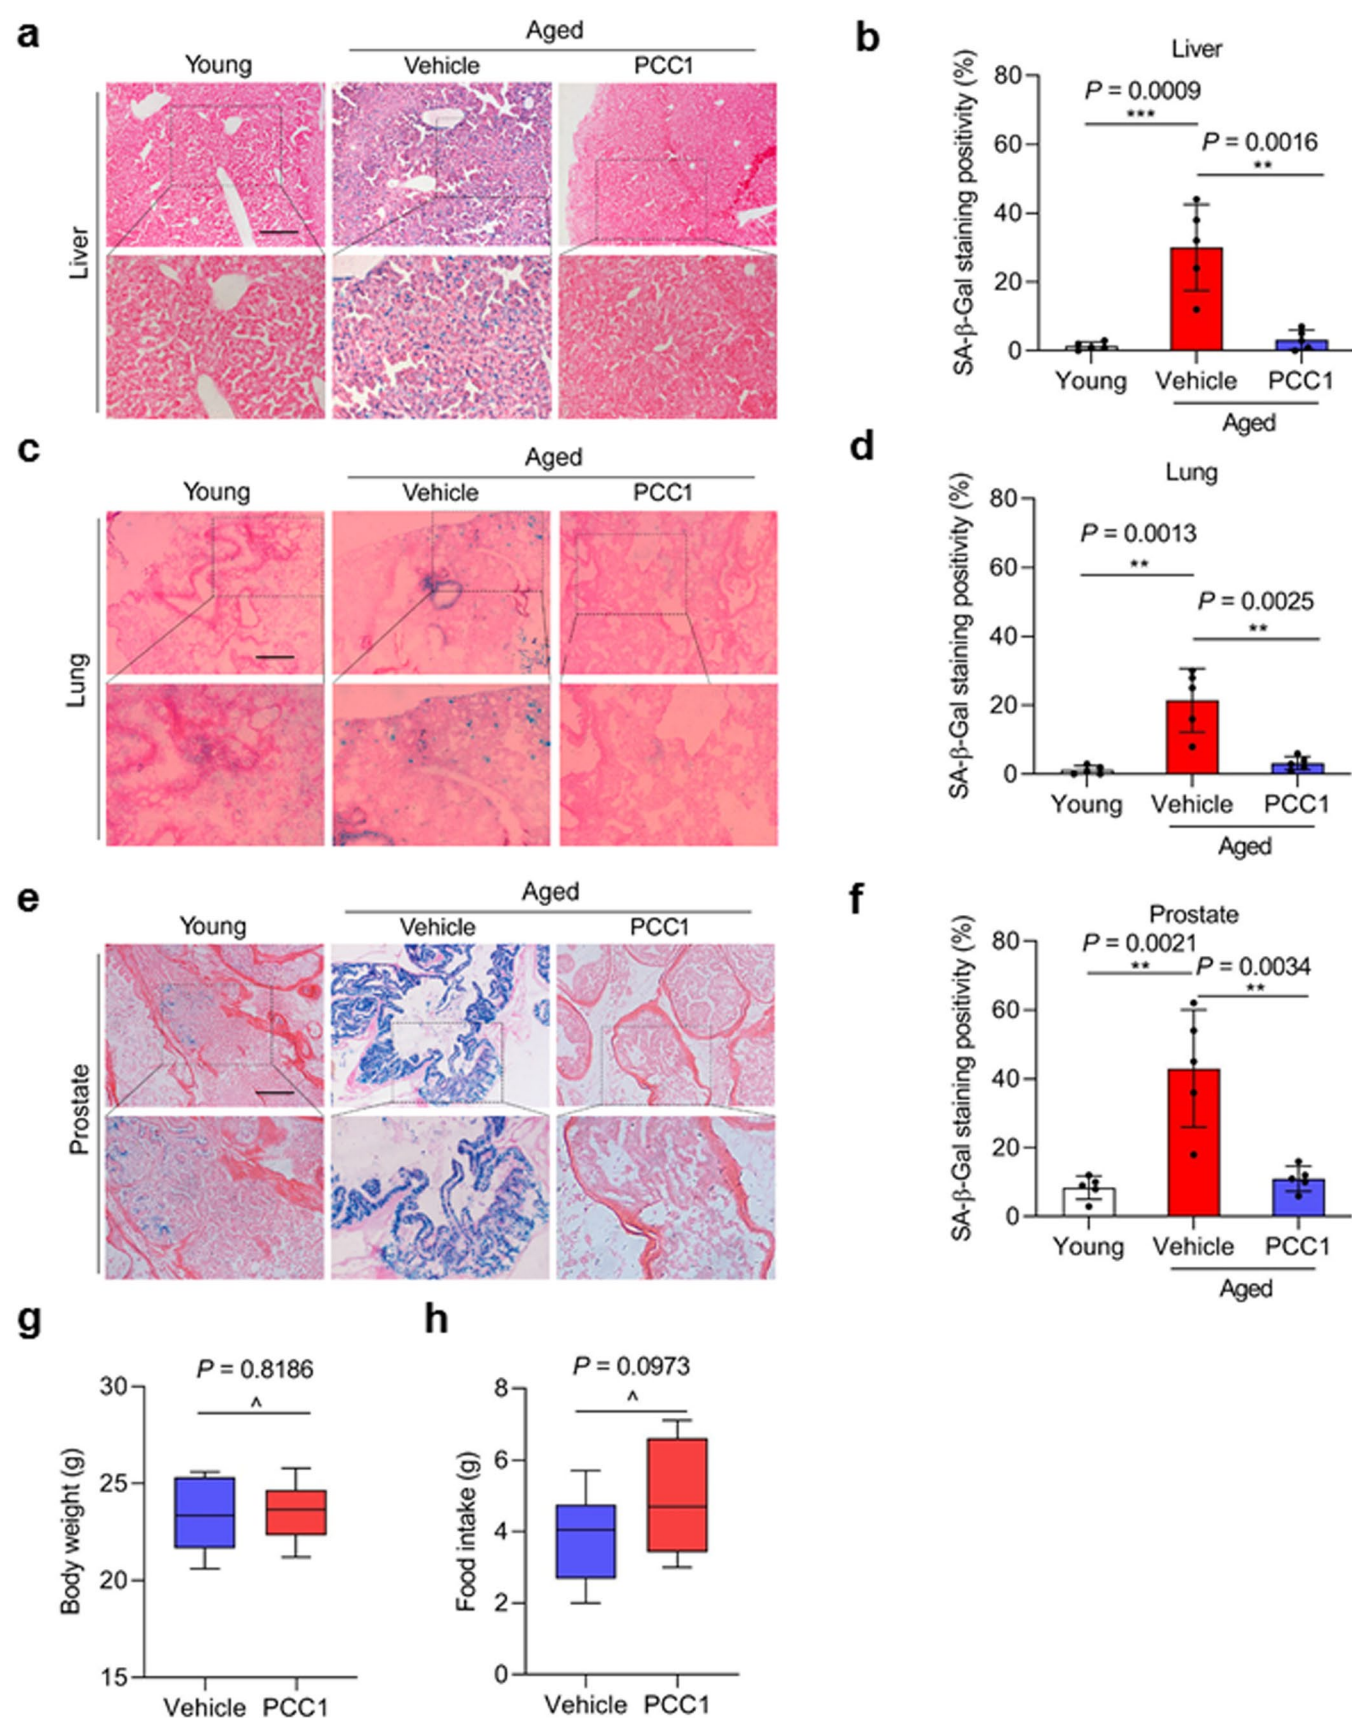 a
Aged
Young
Vehicle
PCC1
Liver
b
Liver
SA-β-Gal staining positivity (%)
80
60
40
20
0
P = 0.0009
***
P = 0.0016
**
Young
Vehicle
PCC1
Aged
c
Aged
Young
Vehicle
PCC1
Lung
d
Lung
SA-β-Gal staining positivity (%)
80
60
40
20
0
P = 0.0013
**
P = 0.0025
**
Young
Vehicle
PCC1
Aged
e
Aged
Young
Vehicle
PCC1
Prostate
f
Prostate
SA-β-Gal staining positivity (%)
80
60
40
20
0
P = 0.0021
**
P = 0.0034
**
Young
Vehicle
PCC1
Aged
g
P = 0.8186
^
Body weight (g)
30
25
20
15
Vehicle
PCC1
h
P = 0.0973
^
Food intake (g)
8
6
4
2
0
Vehicle
PCC1